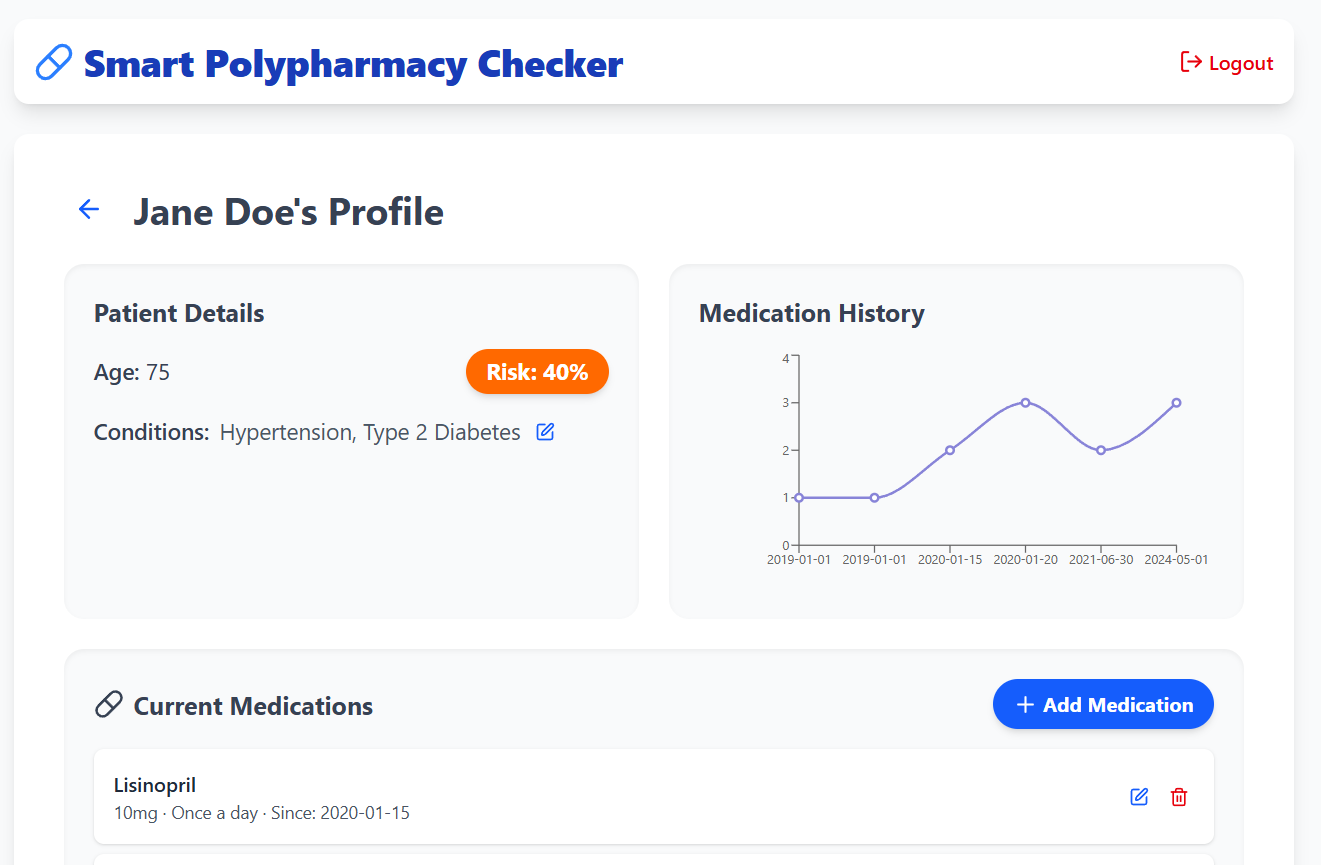 Smart Polypharmacy Checker
Logout
Jane Doe's Profile
Patient Details
Age: 75
Risk: 40%
Conditions: Hypertension, Type 2 Diabetes
Medication History
4
3
2
1
0
2019-01-01 2019-01-01 2020-01-15 2020-01-20 2021-06-30 2024-05-01
Current Medications
+ Add Medication
Lisinopril
10mg · Once a day · Since: 2020-01-15